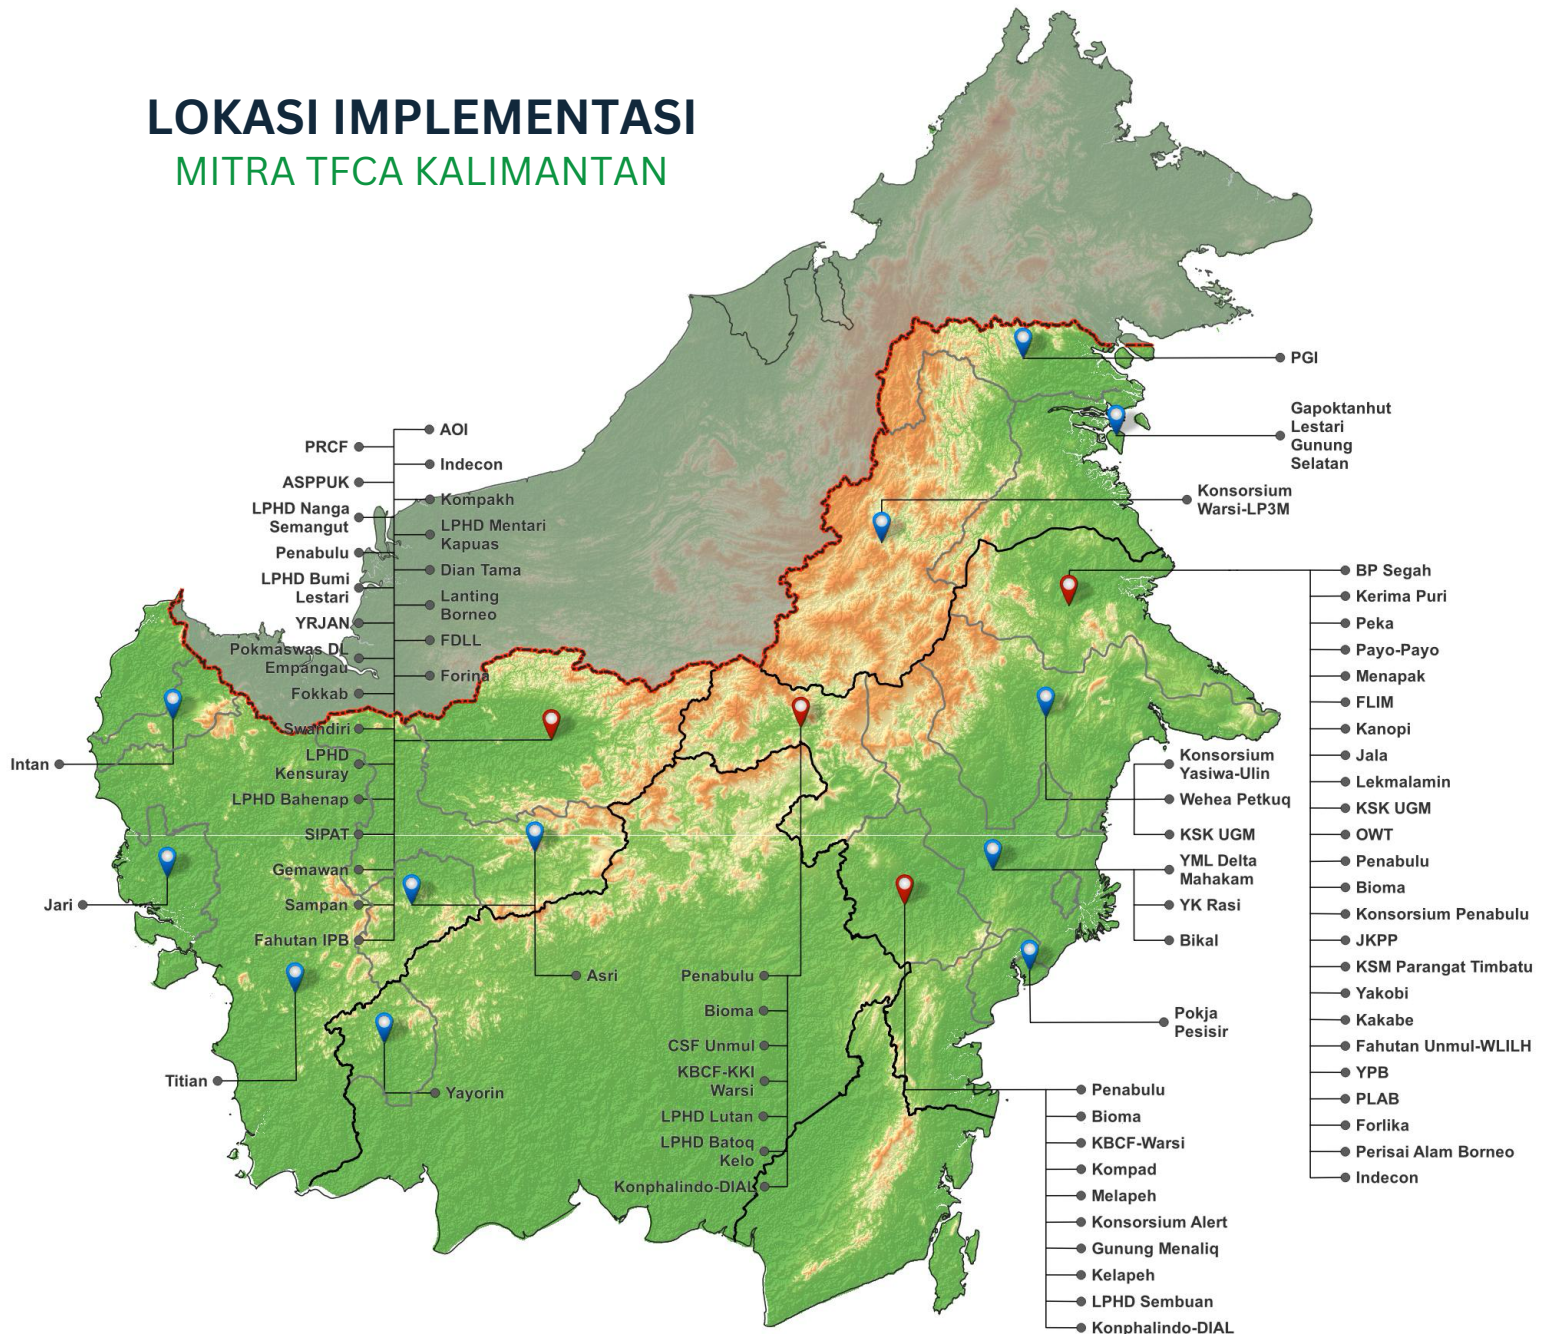 LOKASI IMPLEMENTASI
MITRA TFCA KALIMANTAN
PGI
Gapoktanhut
Lestari
Gunung
Selatan
Konsorsium
Warsi-LP3M
AOI
PRCF
Indecon
ASPPUK
Kompakh
LPHD Nanga
Semangut
LPHD Mentari
Kapuas
Penabulu
Dian Tama
LPHD Bumi
Lestari
Lanting
Borneo
YRJAN
FDLL
Pokmaswas DL
Empangau
Forina
Fokkab
Swandiri
LPHD
Kensuray
LPHD Bahenap
SIPAT
Gemawan
Sampan
Fahutan IPB
Intan
Jari
Titian
Yayorin
Asri
Penabulu
Bioma
CSF Unmul
KBCF-KKI
Warsi
LPHD Lutan
LPHD Batoq
Kelo
Konphalindo-DIAL
Konsorsium
Yasiwa-Ulin
Wehea Petkuq
KSK UGM
YML Delta
Mahakam
YK Rasi
Bikal
Pokja
Pesisir
Penabulu
Bioma
KBCF-Warsi
Kompad
Melapeh
Konsorsium Alert
Gunung Menaliq
Kelapeh
LPHD Sembuan
Konphalindo-DIAL
BP Segah
Kerima Puri
Peka
Payo-Payo
Menapak
FLIM
Kanopi
Jala
Lekmalamin
KSK UGM
OWT
Penabulu
Bioma
Konsorsium Penabulu
JKPP
KSM Parangat Timbatu
Yakobi
Kakabe
Fahutan Unmul-WLILH
YPB
PLAB
Forlika
Perisai Alam Borneo
Indecon